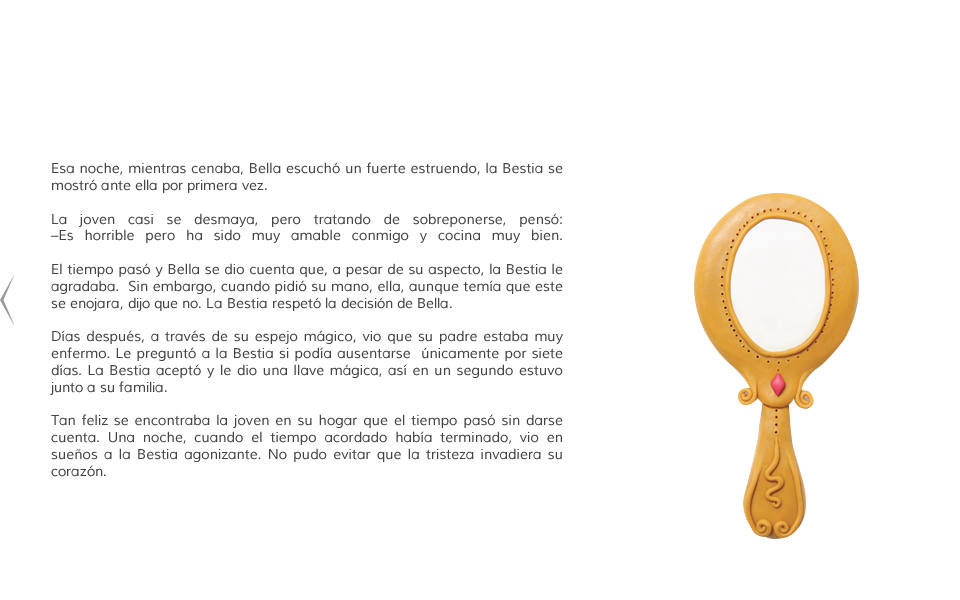 Esa noche, mientras cenaba, Bella escuchó un fuerte estruendo, la Bestia se
mostró ante ella por primera vez.
La joven casi se desmaya, pero tratando de sobreponerse, pensó:
–Es horrible pero ha sido muy amable conmigo y cocina muy bien.
El tiempo pasó y Bella se dio cuenta que, a pesar de su aspecto, la Bestia le
agradaba.  Sin embargo, cuando pidió su mano, ella, aunque temía que este
se enojara, dijo que no. La Bestia respetó la decisión de Bella.
Días después, a través de su espejo mágico, vio que su padre estaba muy
enfermo. Le preguntó a la Bestia si podía ausentarse  únicamente por siete
días. La Bestia aceptó y le dio una llave mágica, así en un segundo estuvo
junto a su familia.
Tan feliz se encontraba la joven en su hogar que el tiempo pasó sin darse
cuenta. Una noche, cuando el tiempo acordado había terminado, vio en
sueños a la Bestia agonizante. No pudo evitar que la tristeza invadiera su
corazón.